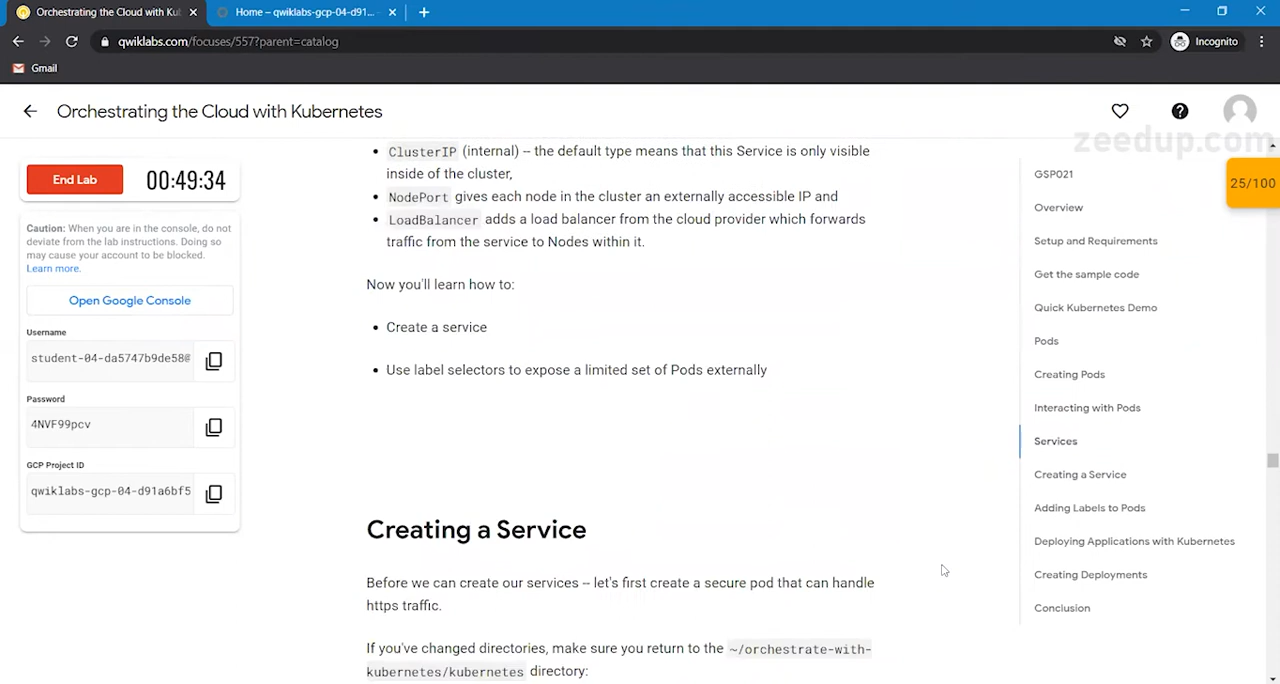 Orchestrating the Cloud with Kut
Home – qwiklabs-gcp-04-d91...
qwiklabs.com/focuses/557?parent=catalog
Incognito
Gmail
Orchestrating the Cloud with Kubernetes
zeedup.com
End Lab
00:49:34
25/100
Caution: When you are in the console, do not
deviate from the lab instructions. Doing so
may cause your account to be blocked.
Learn more.
Open Google Console
Username
student-04-da5747b9de58@
Password
4NVF99pcv
GCP Project ID
qwiklabs-gcp-04-d91a6bf5
• ClusterIP (internal) -- the default type means that this Service is only visible
inside of the cluster,
• NodePort gives each node in the cluster an externally accessible IP and
• LoadBalancer adds a load balancer from the cloud provider which forwards
traffic from the service to Nodes within it.
Now you'll learn how to:
• Create a service
• Use label selectors to expose a limited set of Pods externally
Creating a Service
Before we can create our services -- let's first create a secure pod that can handle
https traffic.
If you've changed directories, make sure you return to the ~/orchestrate-with-
kubernetes/kubernetes directory:
GSP021
Overview
Setup and Requirements
Get the sample code
Quick Kubernetes Demo
Pods
Creating Pods
Interacting with Pods
Services
Creating a Service
Adding Labels to Pods
Deploying Applications with Kubernetes
Creating Deployments
Conclusion